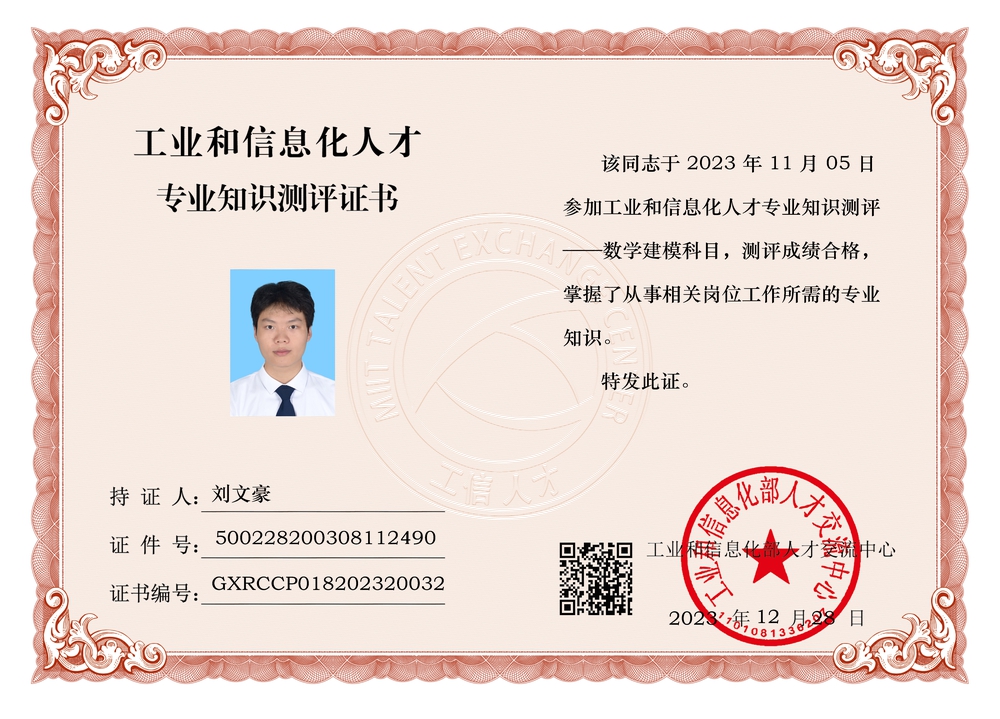 工业和信息化人才
专业知识测评证书
该同志于 2023 年 11 月 05 日
参加工业和信息化人才专业知识测评
——数学建模科目，测评成绩合格，
掌握了从事相关岗位工作所需的专业
知识。
特发此证。
MIIT TALENT EXCHANGE CENTER
工信人才
持 证 人： 刘文豪
证 件 号： 500228200308112490
证书编号： GXRCCP018202320032
工业和信息化部人才交流中心
工业和信息化部人才交流中心
2023 年 12 月 28 日